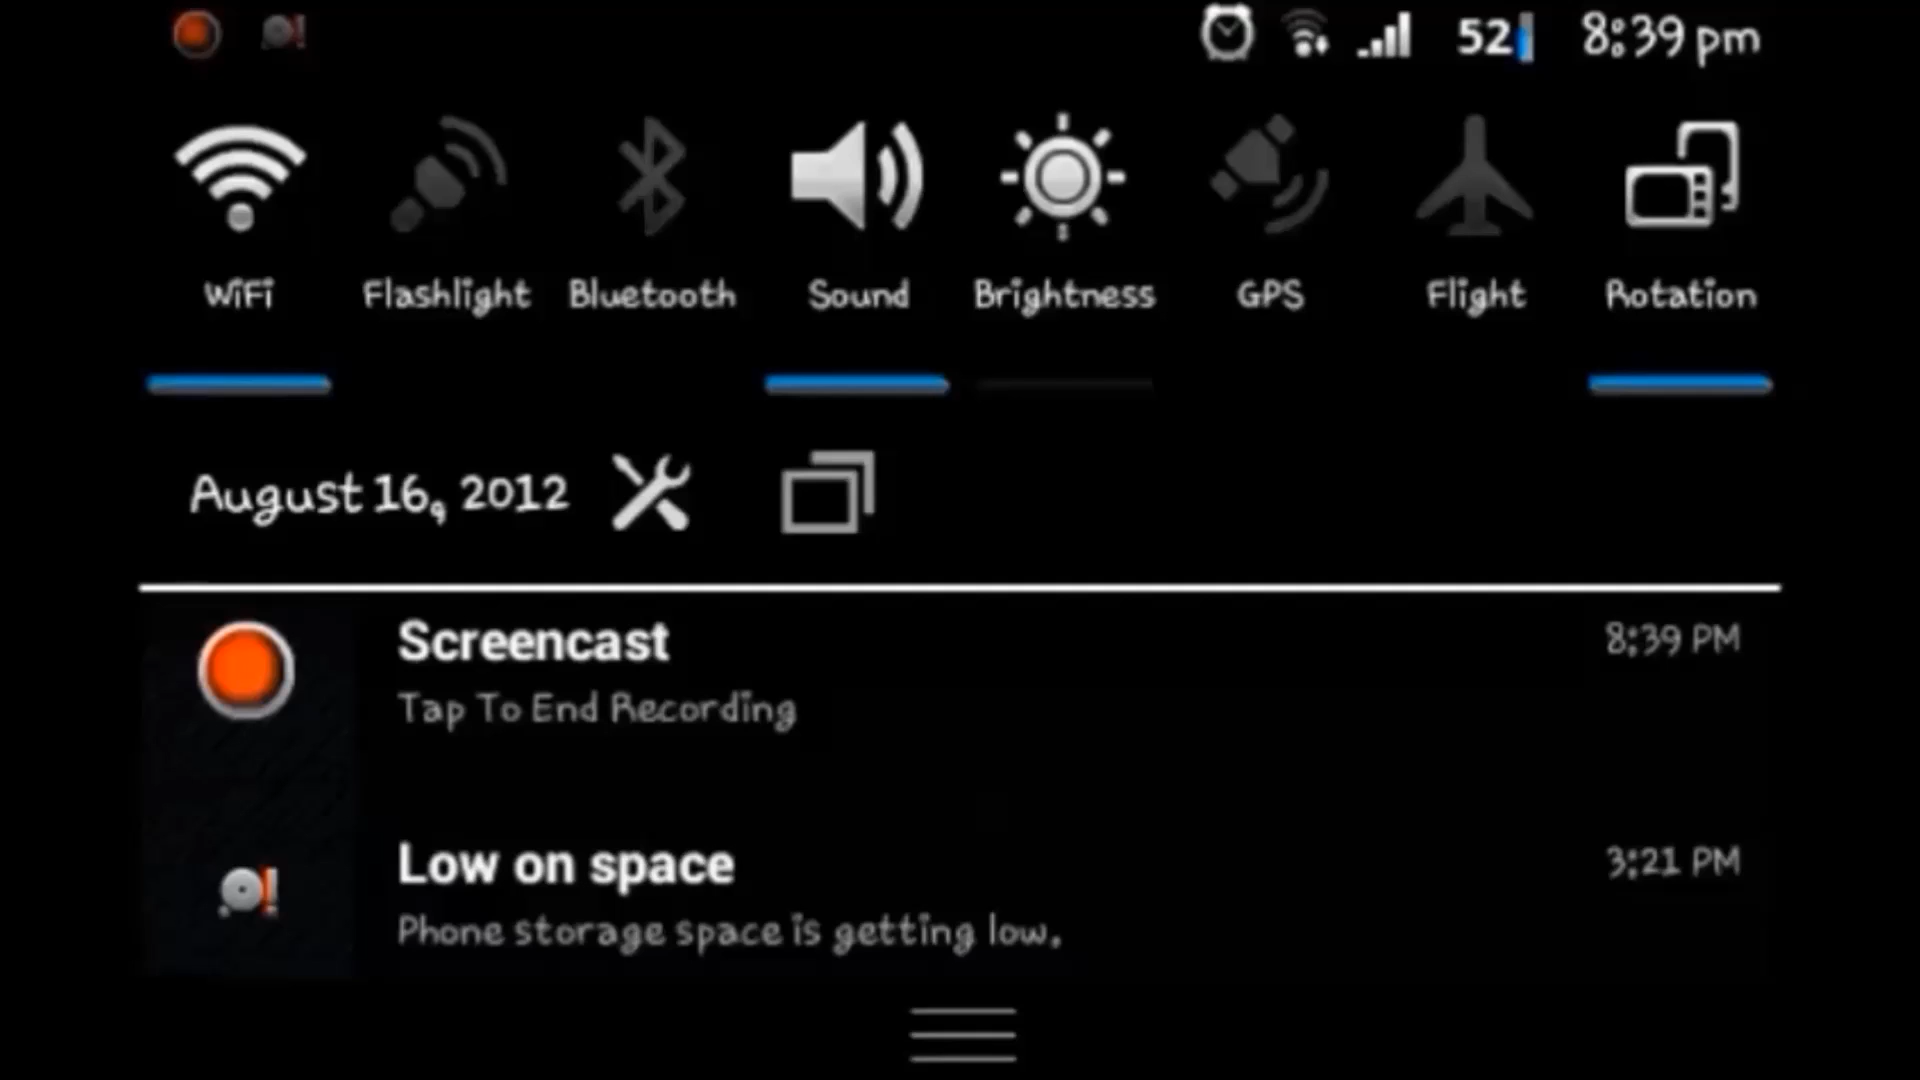 52 8:39 pm
WiFi Flashlight Bluetooth Sound Brightness GPS Flight Rotation
August 16, 2012
Screencast 8:39 PM
Tap To End Recording
Low on space 3:21 PM
Phone storage space is getting low.